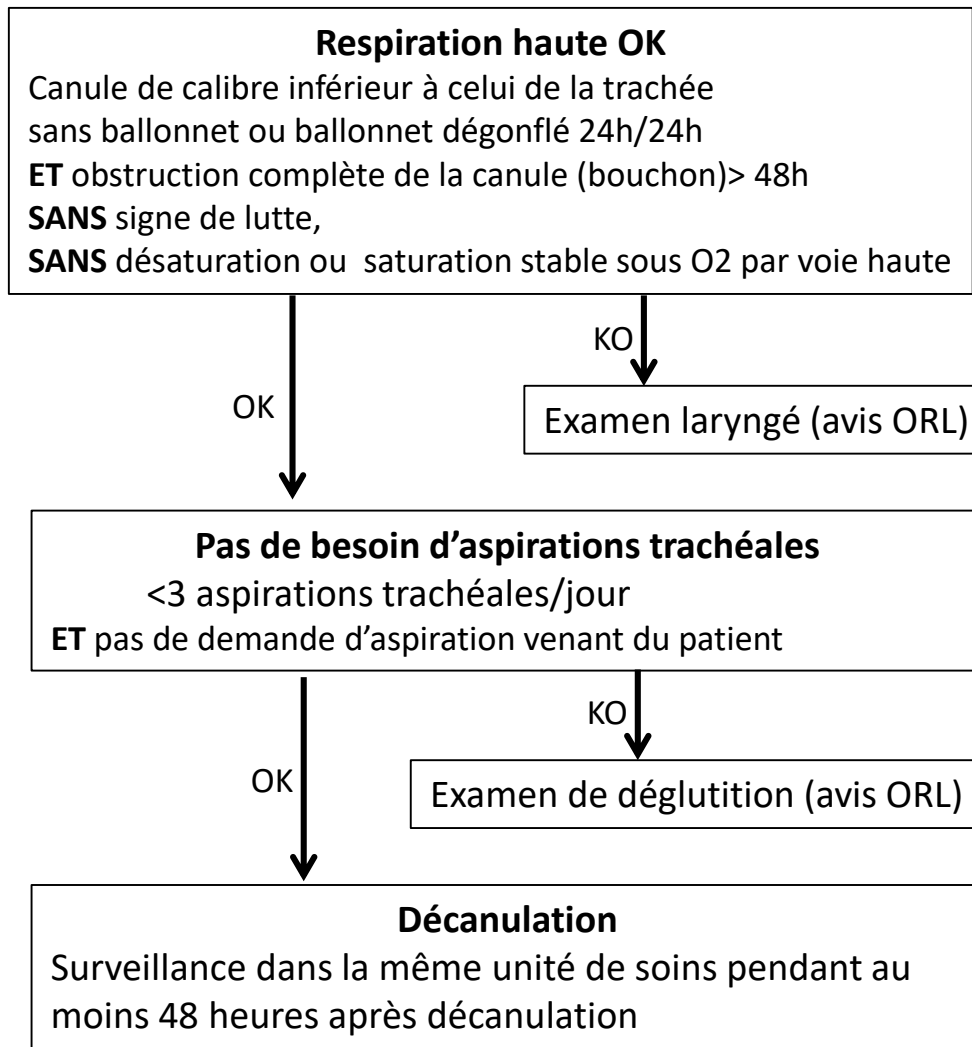 Respiration haute OK
Canule de calibre inférieur à celui de la trachée
sans ballonnet ou ballonnet dégonflé 24h/24h
ET obstruction complète de la canule (bouchon)> 48h
SANS signe de lutte,
SANS désaturation ou  saturation stable sous O2 par voie haute
KO
OK
Examen laryngé (avis ORL)
Pas de besoin d’aspirations trachéales
<3 aspirations trachéales/jour
ET pas de demande d’aspiration venant du patient
KO
OK
Examen de déglutition (avis ORL)
Décanulation
Surveillance dans la même unité de soins pendant au
moins 48 heures après décanulation